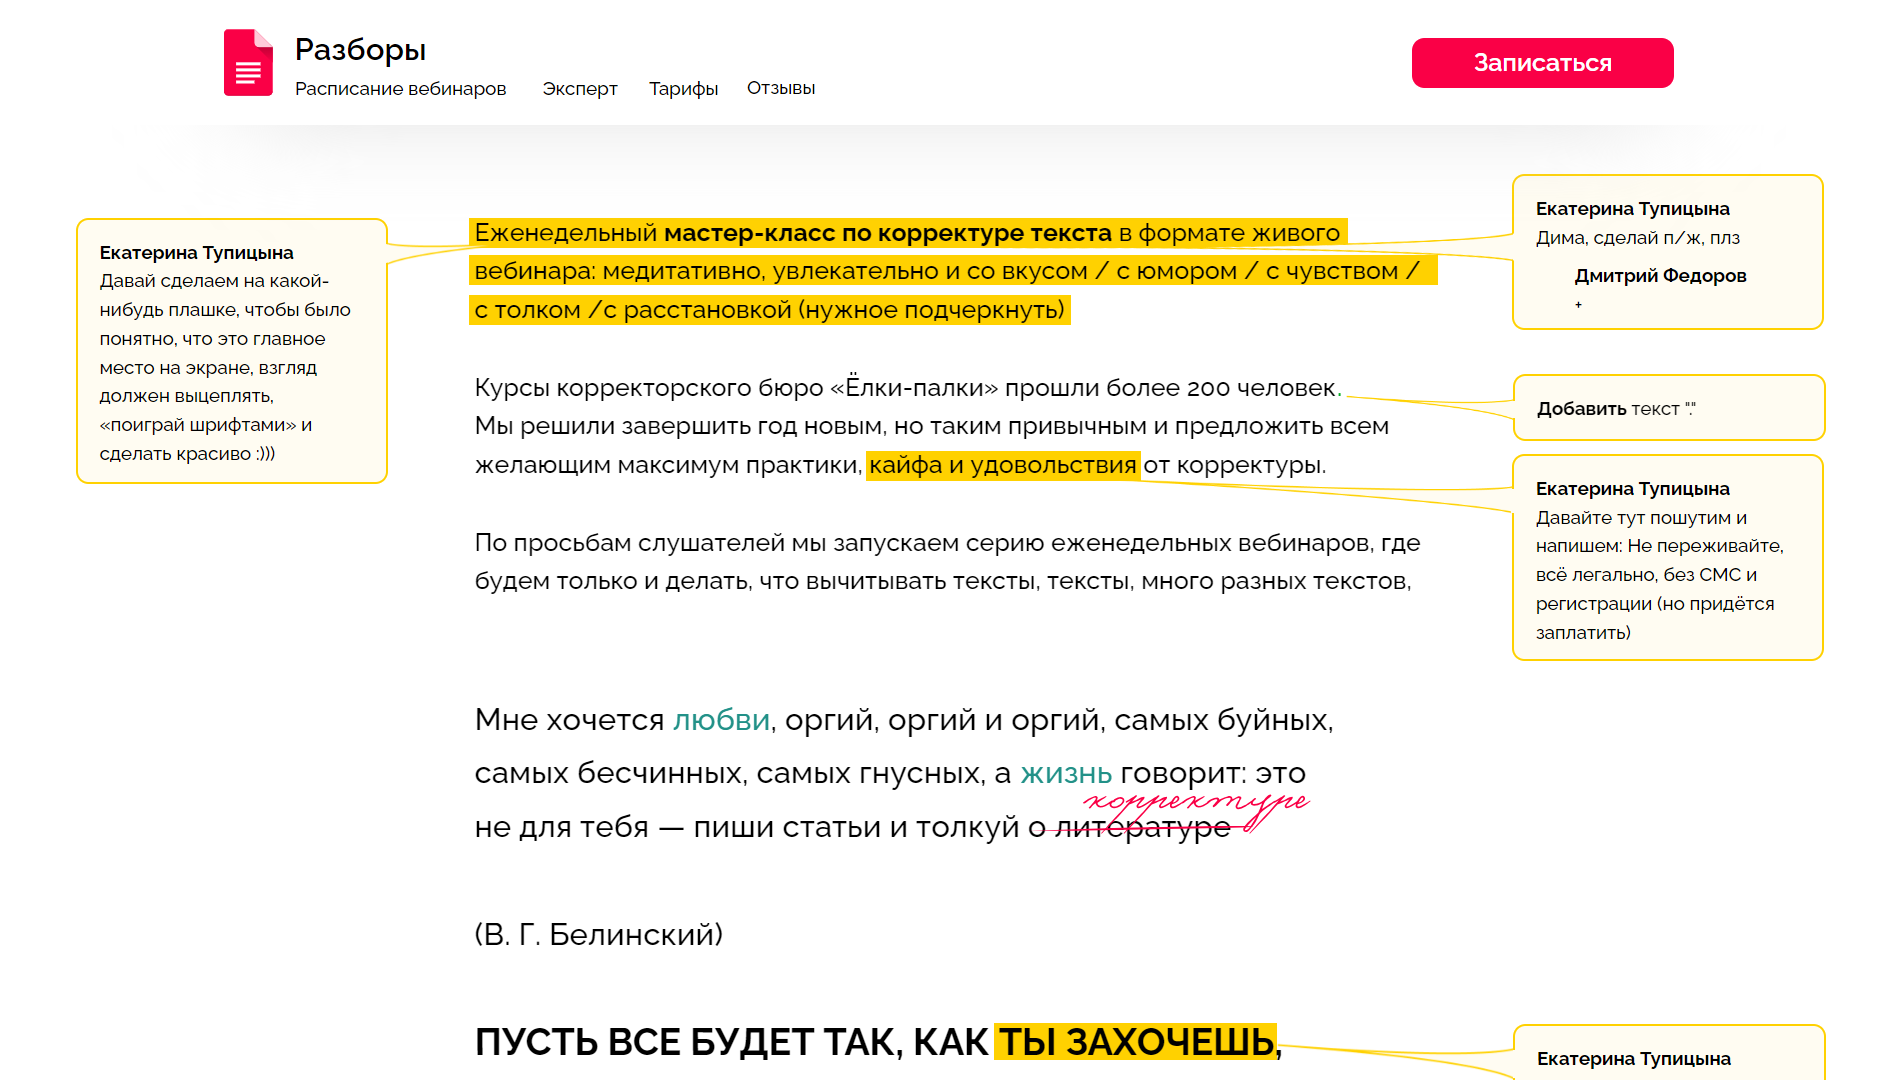 Разборы
Расписание вебинаров Эксперт Тарифы Отзывы
Записаться
Екатерина Тупицына
Давай сделаем на какой-
нибудь плашке, чтобы было
понятно, что это главное
место на экране, взгляд
должен выцеплять,
«поиграй шрифтами» и
сделать красиво :)))
Еженедельный мастер-класс по корректуре текста в формате живого
вебинара: медитативно, увлекательно и со вкусом / с юмором / с чувством /
с толком /с расстановкой (нужное подчеркнуть)
Екатерина Тупицына
Дима, сделай п/ж, плз
Дмитрий Федоров
+
Курсы корректорского бюро «Ёлки-палки» прошли более 200 человек.
Мы решили завершить год новым, но таким привычным и предложить всем
желающим максимум практики, кайфа и удовольствия от корректуры.
Добавить текст "."
Екатерина Тупицына
Давайте тут пошутим и
напишем: Не переживайте,
всё легально, без СМС и
регистрации (но придётся
заплатить)
По просьбам слушателей мы запускаем серию еженедельных вебинаров, где
будем только и делать, что вычитывать тексты, тексты, много разных текстов,
Мне хочется любви, оргий, оргий и оргий, самых буйных,
самых бесчинных, самых гнусных, а жизнь говорит: это
корректуре
не для тебя — пиши статьи и толкуй о литературе
(В. Г. Белинский)
ПУСТЬ ВСЕ БУДЕТ ТАК, КАК ТЫ ЗАХОЧЕШЬ,
Екатерина Тупицына